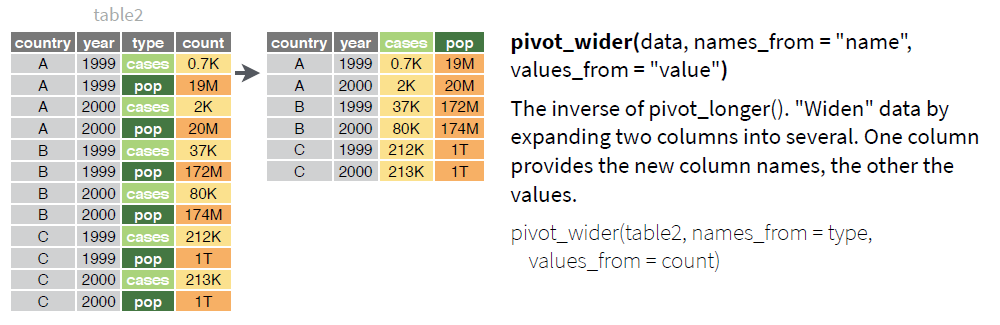 table2
country year type count
A 1999 cases 0.7K
A 1999 pop 19M
A 2000 cases 2K
A 2000 pop 20M
B 1999 cases 37K
B 1999 pop 172M
B 2000 cases 80K
B 2000 pop 174M
C 1999 cases 212K
C 1999 pop 1T
C 2000 cases 213K
C 2000 pop 1T
country year cases pop
A 1999 0.7K 19M
A 2000 2K 20M
B 1999 37K 172M
B 2000 80K 174M
C 1999 212K 1T
C 2000 213K 1T
pivot_wider(data, names_from = "name",
values_from = "value")
The inverse of pivot_longer(). "Widen" data by
expanding two columns into several. One column
provides the new column names, the other the
values.
pivot_wider(table2, names_from = type,
values_from = count)